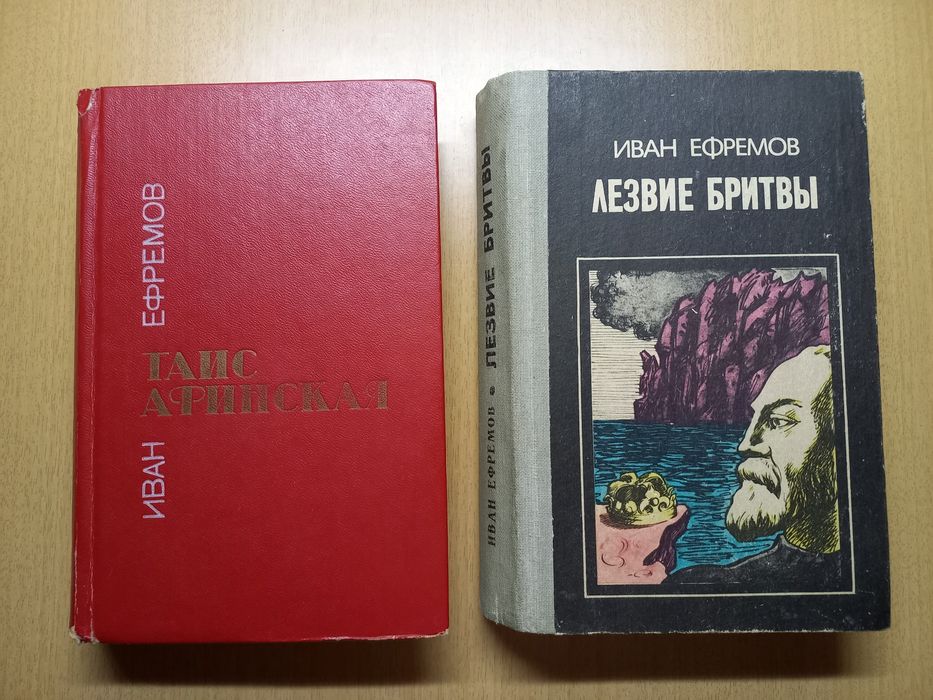 ИВАН ЕФРЕМОВ
ТАИС
АФИНСКАЯ
ИВАН ЕФРЕМОВ • ЛЕЗВИЕ БРИТВЫ
ИВАН ЕФРЕМОВ
ЛЕЗВИЕ БРИТВЫ